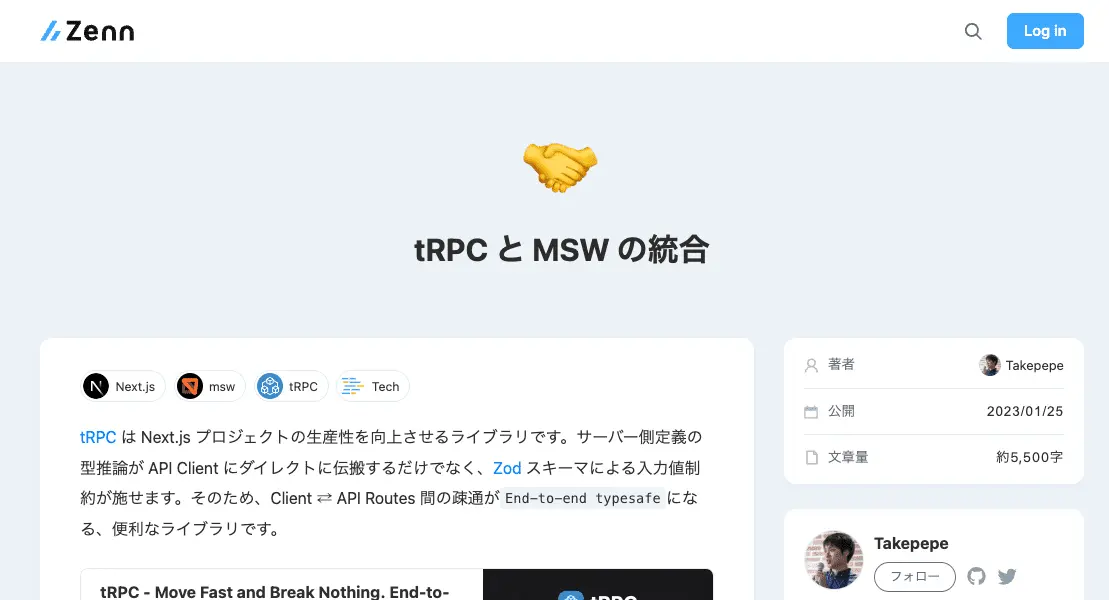 Zenn
Log in
tRPC と MSW の統合
Next.js
msw
tRPC
Tech
tRPC は Next.js プロジェクトの生産性を向上させるライブラリです。サーバー側定義の
型推論が API Client にダイレクトに伝搬するだけでなく、Zod スキーマによる入力値制
約が施せます。そのため、Client ⇄ API Routes 間の疎通が End-to-end typesafe にな
る、便利なライブラリです。
tRPC - Move Fast and Break Nothing. End-to-
tRPC
著者
Takepepe
公開
2023/01/25
文章量
約5,500字
Takepepe
フォロー